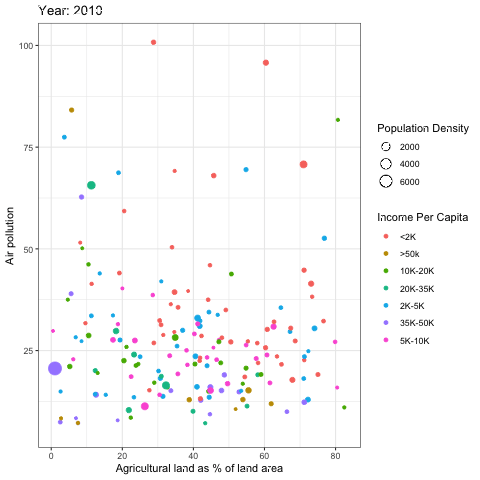 Year: 2010
100
75
50
25
Air pollution
0
20
40
60
80
Agricultural land as % of land area
Population Density
2000
4000
6000
Income Per Capita
<2K
>50k
10K-20K
20K-35K
2K-5K
35K-50K
5K-10K